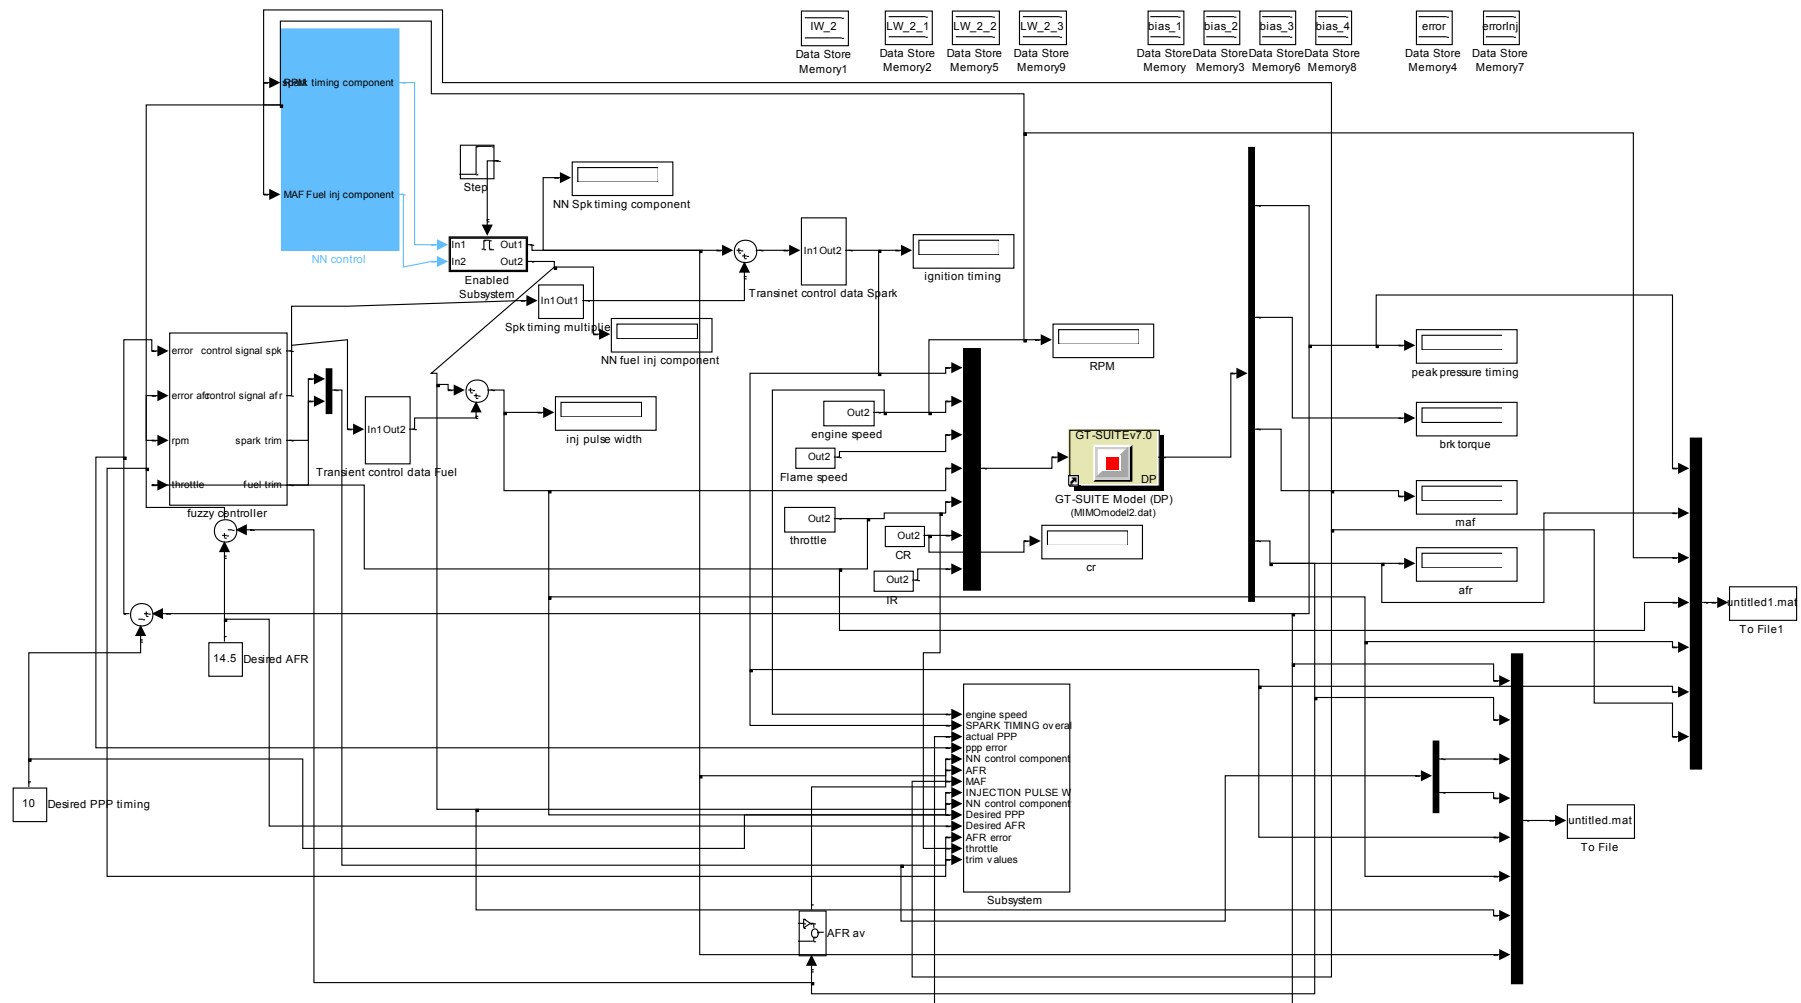 IW_2
LW_2_1
LW_2_2
LW_2_3
bias_1
bias_2
bias_3
bias_4
error
errorInj
Data Store
Memory1
Data Store
Memory2
Data Store
Memory5
Data Store
Memory9
Data Store
Memory
Data Store
Memory3
Data Store
Memory6
Data Store
Memory8
Data Store
Memory4
Data Store
Memory7
RPM
spark timing component
MAF
Fuel inj component
NN control
Step
NN Spk timing component
In1
Out1
In2
Out2
Enabled
Subsystem
In1
Out2
Transinet control data Spark
ignition timing
In1
Out1
Spk timing multiplie
NN fuel inj component
RPM
error
control signal spk
error afr
control signal afr
rpm
spark trim
throttle
fuel trim
fuzzy controller
In1
Out2
Transient control data Fuel
inj pulse width
Out2
engine speed
Out2
Flame speed
Out2
throttle
Out2
CR
Out2
IR
GT-SUITEv7.0
DP
GT-SUITE Model (DP)
(MIMOmodel2.dat)
cr
peak pressure timing
brk torque
maf
afr
untitled1.mat
To File1
14.5
Desired AFR
10
Desired PPP timing
engine speed
SPARK TIMING overal
actual PPP
ppp error
NN control component
AFR
MAF
INJECTION PULSE W
NN control component
Desired PPP
Desired AFR
AFR error
throttle
trim values
Subsystem
untitled.mat
To File
AFR av